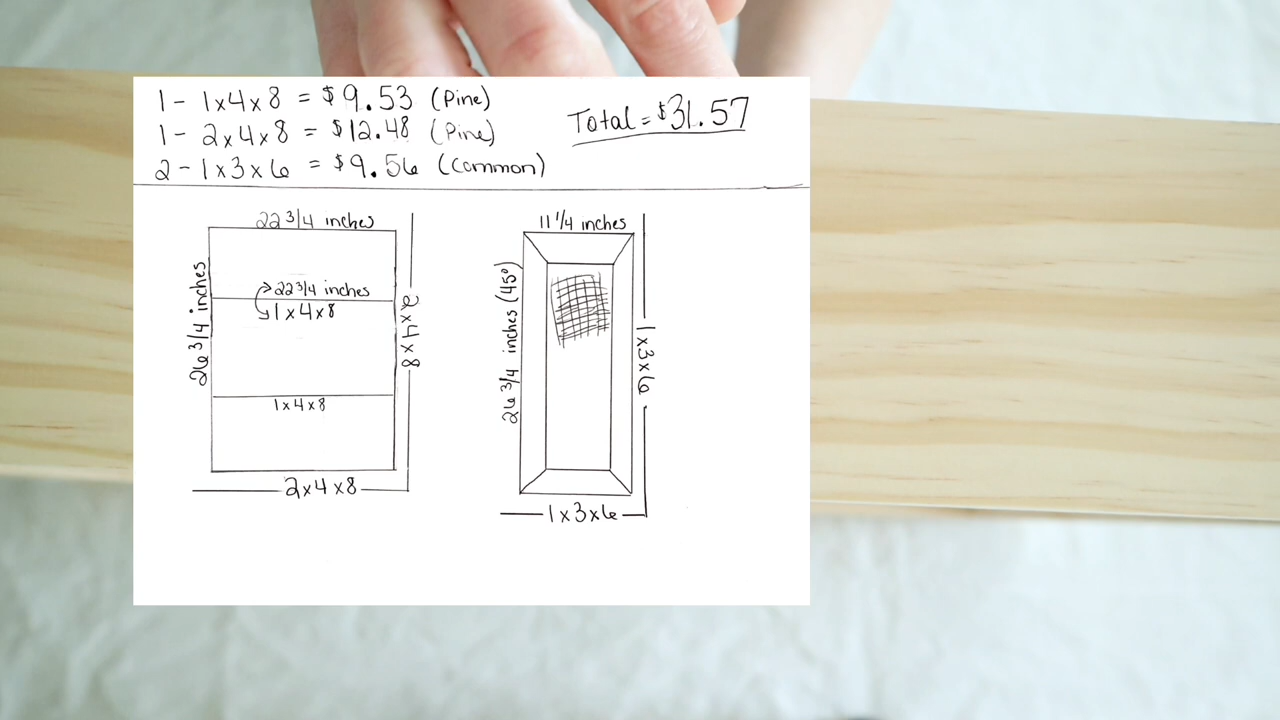 1 - 1x4x8 = $9.53 (Pine)
1 - 2x4x8 = $12.48 (Pine)
2 - 1x3x6 = $9.56 (Common)
Total = $31.57
22 3/4 inches
26 3/4 inches
22 3/4 inches
1x4x8
1x4x8
2x4x8
2x4x8
11 1/4 inches
26 3/4 inches (45°)
1x3x6
1x3x6